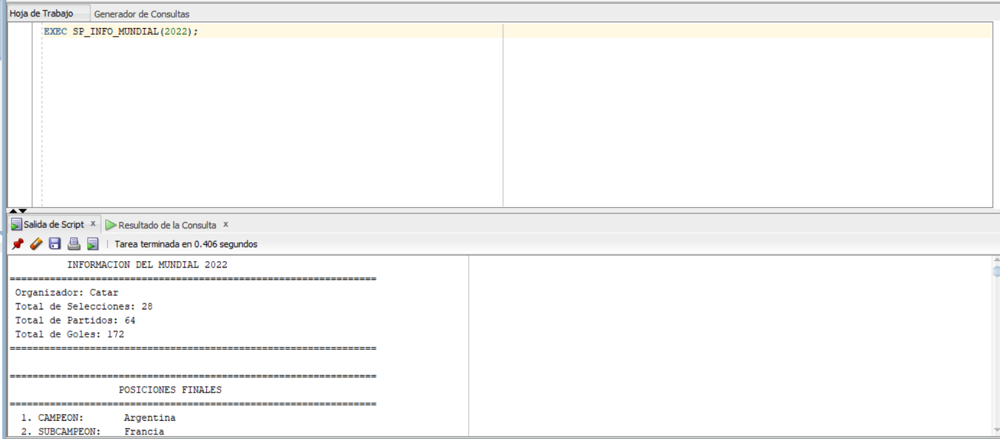 Hoja de Trabajo Generador de Consultas
EXEC SP_INFO_MUNDIAL(2022);
Salida de Script x Resultado de la Consulta x
Tarea terminada en 0.406 segundos
INFORMACION DEL MUNDIAL 2022
================================================================
Organizador: Catar
Total de Selecciones: 28
Total de Partidos: 64
Total de Goles: 172
================================================================
================================================================
POSICIONES FINALES
================================================================
1. CAMPEON: Argentina
2. SUBCAMPEON: Francia